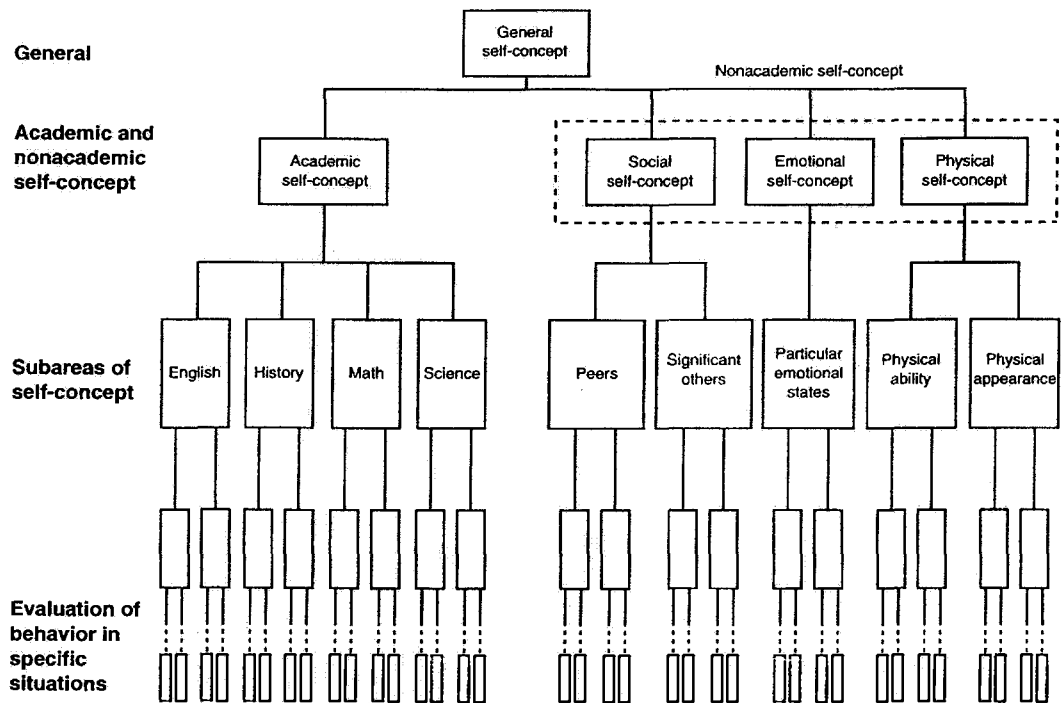 General
General
self-concept
Nonacademic self-concept
Academic and
nonacademic
self-concept
Academic
self-concept
Social
self-concept
Emotional
self-concept
Physical
self-concept
Subareas of
self-concept
English
History
Math
Science
Peers
Significant
others
Particular
emotional
states
Physical
ability
Physical
appearance
Evaluation of
behavior in
specific
situations